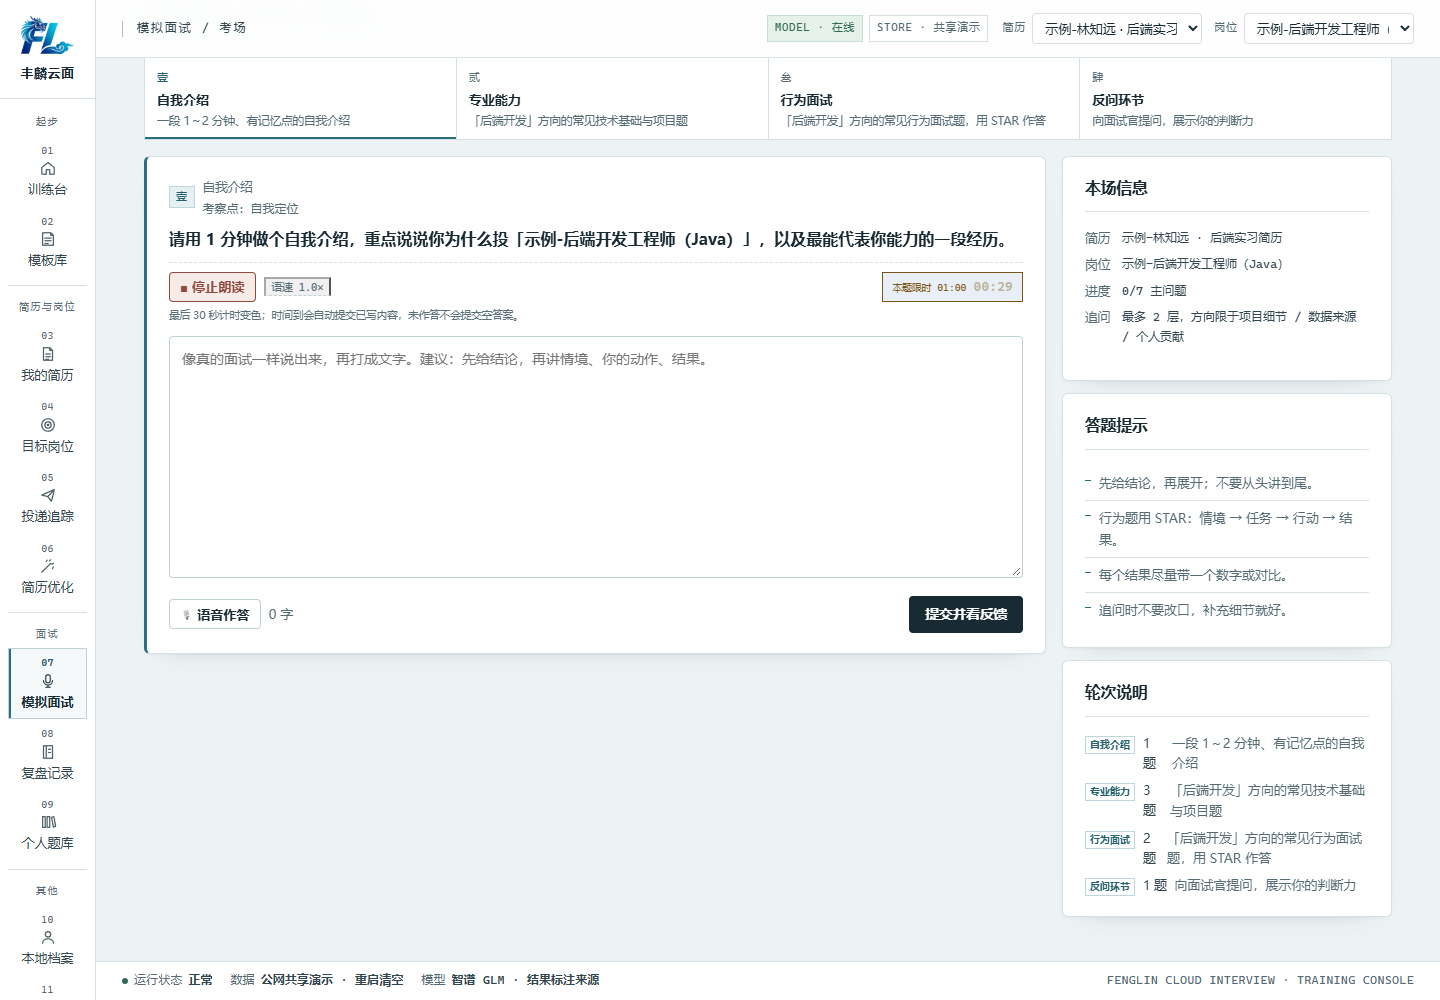 丰麟云面
起步
01
训练台
02
模板库
简历与岗位
03
我的简历
04
目标岗位
05
投递追踪
06
简历优化
面试
07
模拟面试
08
复盘记录
09
个人题库
其他
10
本地档案
11
模拟面试 / 考场
MODEL · 在线
STORE · 共享演示
简历
示例-林知远 · 后端实习
岗位
示例-后端开发工程师（
壹
自我介绍
一段 1～2 分钟、有记忆点的自我介绍
贰
专业能力
「后端开发」方向的常见技术基础与项目题
叁
行为面试
「后端开发」方向的常见行为面试题，用 STAR 作答
肆
反问环节
向面试官提问，展示你的判断力
壹
自我介绍
考察点：自我定位
请用 1 分钟做个自我介绍，重点说说你为什么投「示例-后端开发工程师（Java）」，以及最能代表你能力的一段经历。
■ 停止朗读
语速 1.0×
本题限时 01:00 00:29
最后 30 秒计时变色；时间到会自动提交已写内容，未作答不会提交空答案。
像真的面试一样说出来，再打成文字。建议：先给结论，再讲情境、你的动作、结果。
语音作答
0 字
提交并看反馈
本场信息
简历 示例-林知远 · 后端实习简历
岗位 示例-后端开发工程师（Java）
进度 0/7 主问题
追问 最多 2 层，方向限于项目细节 / 数据来源
/ 个人贡献
答题提示
– 先给结论，再展开；不要从头讲到尾。
– 行为题用 STAR：情境 → 任务 → 行动 → 结
果。
– 每个结果尽量带一个数字或对比。
– 追问时不要改口，补充细节就好。
轮次说明
自我介绍 1 题 一段 1～2 分钟、有记忆点的自我
介绍
专业能力 3 题 「后端开发」方向的常见技术基础
与项目题
行为面试 2 题 「后端开发」方向的常见行为面试
题，用 STAR 作答
反问环节 1 题 向面试官提问，展示你的判断力
运行状态 正常 数据 公网共享演示 · 重启清空 模型 智谱 GLM · 结果标注来源
FENGLIN CLOUD INTERVIEW · TRAINING CONSOLE